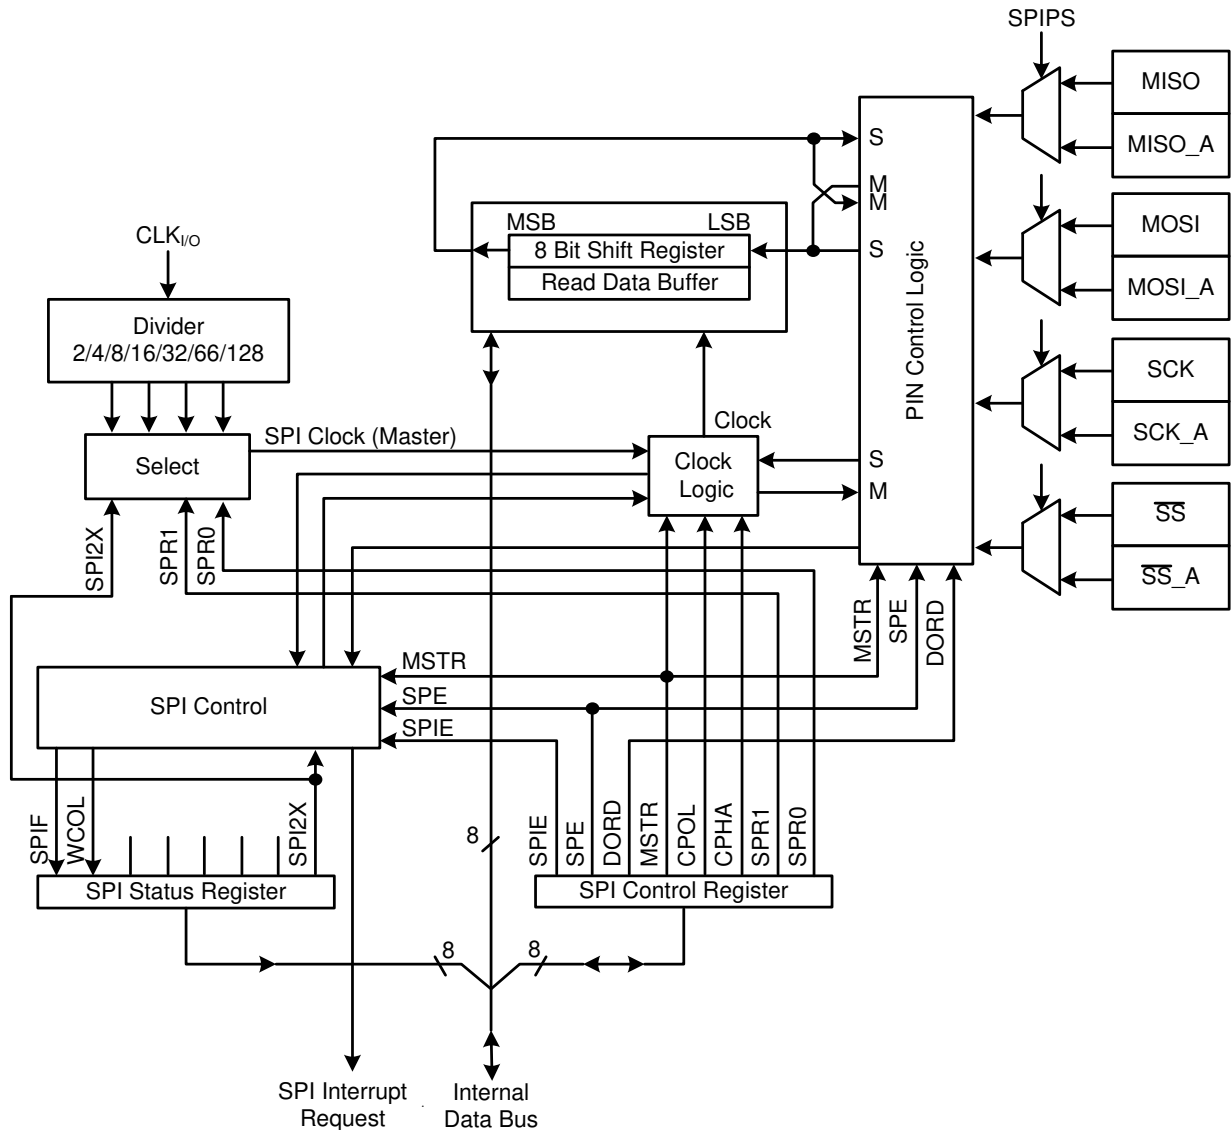 SPIPS
MISO
MISO_A
MOSI
MOSI_A
SCK
SCK_A
SS
SS_A
S
M
M
S
PIN Control Logic
S
M
MSTR
SPE
DORD
MSB LSB
8 Bit Shift Register
Read Data Buffer
CLKI/O
Divider
2/4/8/16/32/66/128
Select
SPI Clock (Master)
Clock
Clock
Logic
SPI2X
SPR1
SPR0
MSTR
SPE
SPIE
SPI Control
SPIF
WCOL
SPI2X
SPI Status Register
8
SPIE
SPE
DORD
MSTR
CPOL
CPHA
SPR1
SPR0
SPI Control Register
8
8
SPI Interrupt
Request
Internal
Data Bus